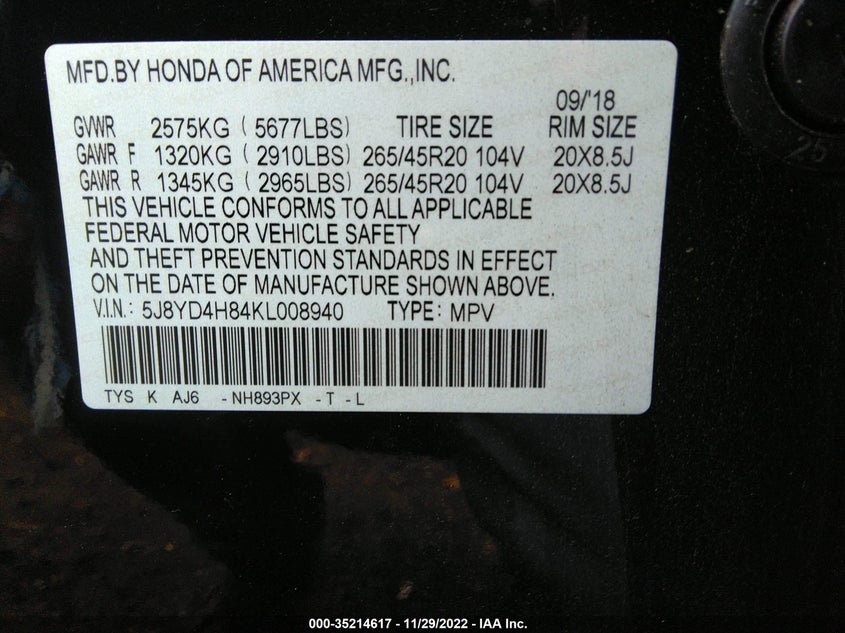 MFD.BY HONDA OF AMERICA MFG.,INC.
09/'18
GVWR 2575KG ( 5677LBS) TIRE SIZE RIM SIZE
GAWR F 1320KG ( 2910LBS) 265/45R20 104V 20X8.5J
GAWR R 1345KG ( 2965LBS) 265/45R20 104V 20X8.5J
THIS VEHICLE CONFORMS TO ALL APPLICABLE
FEDERAL MOTOR VEHICLE SAFETY
AND THEFT PREVENTION STANDARDS IN EFFECT
ON THE DATE OF MANUFACTURE SHOWN ABOVE.
V.I.N.: 5J8YD4H84KL008940 TYPE: MPV
TYS K AJ6 -NH893PX -T -L
25
000-35214617 - 11/29/2022 - IAA Inc.